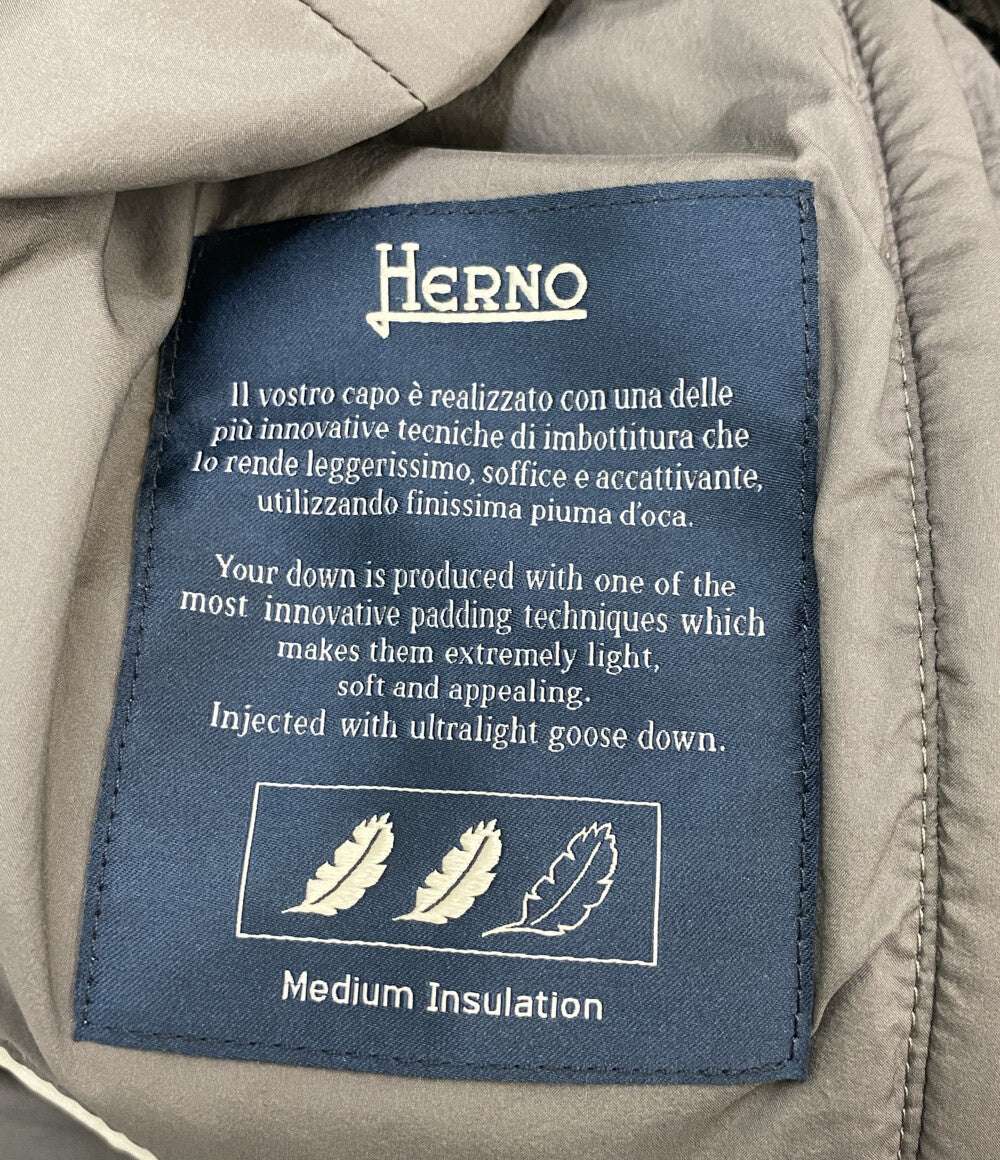 HERNO
Il vostro capo è realizzato con una delle
più innovative tecniche di imbottitura che
lo rende leggerissimo, soffice e accattivante,
utilizzando finissima piuma d'oca.
Your down is produced with one of the
most innovative padding techniques which
makes them extremely light,
soft and appealing.
Injected with ultralight goose down.
Medium Insulation